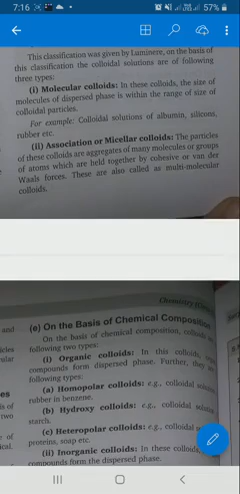 7:16
57%
This classification was given by Luminere, on the basis of
this classification the colloidal solutions are of following
three types:
(i) Molecular colloids: In these colloids, the size of
molecules of dispersed phase is within the range of size of
colloidal particles.
For example: Colloidal solutions of albumin, silicons,
rubber etc.
(ii) Association or Micellar colloids: The particles
of these colloids are aggregates of many molecules or groups
of atoms which are held together by cohesive or van der
Waals forces. These are also called as multi-molecular
colloids.
Chemistry
and
(e) On the Basis of Chemical Composition
On the basis of chemical composition, colloids
following two types:
(i) Organic colloids: In this colloids,
compounds form dispersed phase. Further, they
following types:
(a) Homopolar colloids: e.g., colloidal
rubber in benzene.
(b) Hydroxy colloids: e.g., colloidal
starch.
(c) Heteropolar colloids: e.g., colloidal
proteins, soap etc.
(ii) Inorganic colloids: In these colloids,
compounds form the dispersed phase.